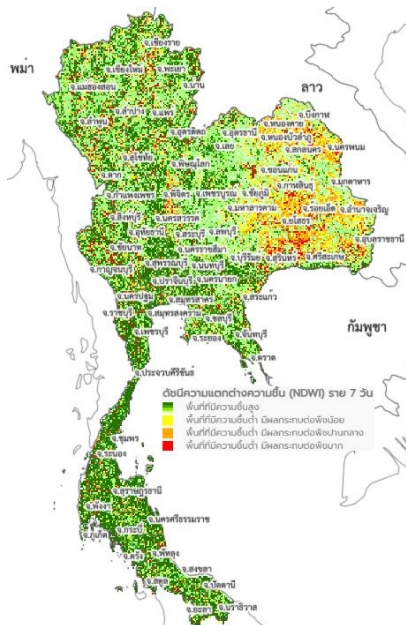 พม่า
ลาว
กัมพูชา
จ.เชียงราย
จ.เชียงใหม่
จ.พะเยา
จ.น่าน
จ.แม่ฮ่องสอน
จ.ลำปาง
จ.แพร่
จ.ลำพูน
จ.อุตรดิตถ์
จ.สุโขทัย
จ.ตาก
จ.พิษณุโลก
จ.เลย
จ.อุดรธานี
จ.หนองคาย
จ.บึงกาฬ
จ.หนองบัวลำภู
จ.สกลนคร
จ.นครพนม
จ.ขอนแก่น
จ.กาฬสินธุ์
จ.มุกดาหาร
จ.กำแพงเพชร
จ.พิจิตร
จ.เพชรบูรณ์
จ.ชัยภูมิ
จ.มหาสารคาม
จ.ร้อยเอ็ด
จ.อำนาจเจริญ
จ.ยโสธร
จ.อุบลราชธานี
จ.สิงห์บุรี
จ.นครสวรรค์
จ.อุทัยธานี
จ.สระบุรี
จ.ลพบุรี
จ.ชัยนาท
จ.นครราชสีมา
จ.บุรีรัมย์
จ.สุรินทร์
จ.ศรีสะเกษ
จ.กาญจนบุรี
จ.สุพรรณบุรี
จ.นนทบุรี
จ.ปราจีนบุรี
จ.นครนายก
จ.สระแก้ว
จ.นครปฐม
จ.สมุทรสาคร
จ.ราชบุรี
จ.สมุทรสงคราม
จ.ชลบุรี
จ.เพชรบุรี
จ.ระยอง
จ.จันทบุรี
จ.ตราด
จ.ประจวบคีรีขันธ์
ดัชนีความแตกต่างความชื้น (NDWI) ราย 7 วัน
พื้นที่ที่มีความชื้นสูง
พื้นที่ที่มีความชื้นต่ำ มีผลกระทบต่อพืชน้อย
พื้นที่ที่มีความชื้นต่ำ มีผลกระทบต่อพืชปานกลาง
พื้นที่ที่มีความชื้นต่ำ มีผลกระทบต่อพืชมาก
จ.ชุมพร
จ.ระนอง
จ.สุราษฎร์ธานี
จ.พังงา
จ.นครศรีธรรมราช
จ.กระบี่
จ.ภูเก็ต
จ.ตรัง
จ.พัทลุง
จ.สงขลา
จ.สตูล
จ.ปัตตานี
จ.ยะลา
จ.นราธิวาส